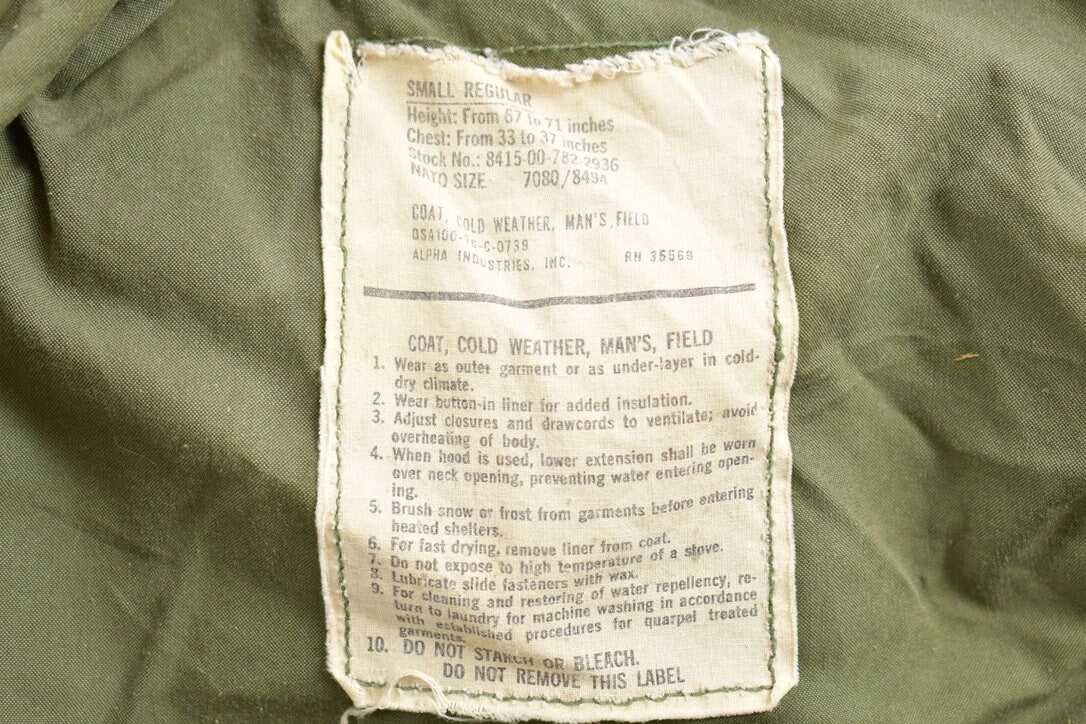 SMALL REGULAR
Height: From 67 to 71 inches
Chest: From 33 to 37 inches
Stock No.: 8415-00-782-2936
NATO SIZE 7080/8494
COAT, COLD WEATHER, MAN'S, FIELD
DSA100-76-C-0739
ALPHA INDUSTRIES, INC. RN 35569
COAT, COLD WEATHER, MAN'S, FIELD
1. Wear as outer garment or as under-layer in cold-
dry climate.
2. Wear button-in liner for added insulation.
3. Adjust closures and drawcords to ventilate; avoid
overheating of body.
4. When hood is used, lower extension shall be worn
over neck opening, preventing water entering open-
ing.
5. Brush snow or frost from garments before entering
heated shelters.
6. For fast drying, remove liner from coat.
7. Do not expose to high temperature of a stove.
8. Lubricate slide fasteners with wax.
9. For cleaning and restoring of water repellency, re-
turn to laundry for machine washing in accordance
with established procedures for quarpel treated
garments.
10. DO NOT STARCH OR BLEACH.
DO NOT REMOVE THIS LABEL